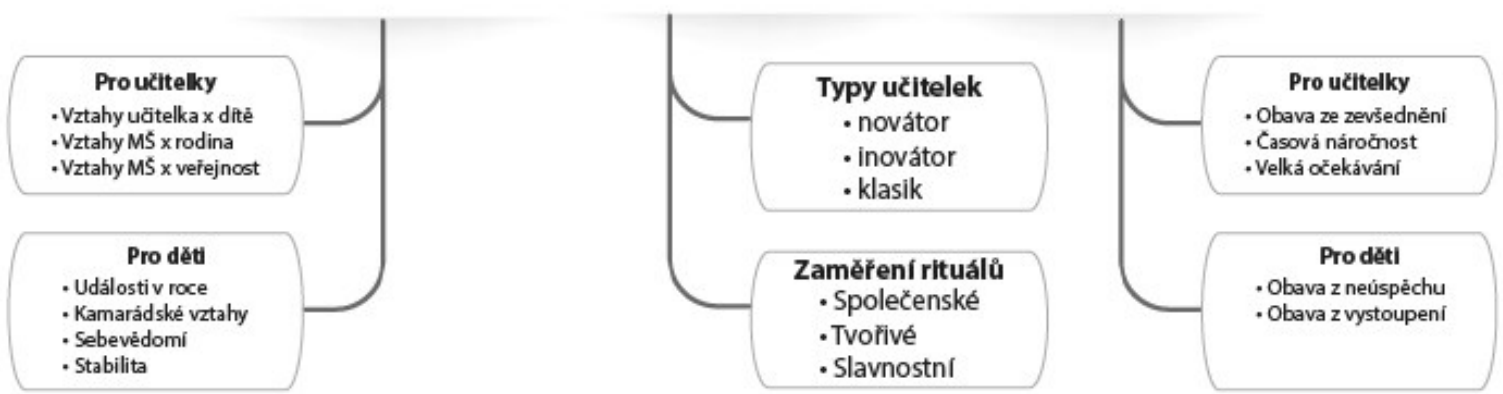 Pro učitelky
• Vztahy učitelka x dítě
• Vztahy MŠ x rodina
• Vztahy MŠ x veřejnost
Pro děti
• Události v roce
• Kamarádské vztahy
• Sebevědomí
• Stabilita
Typy učitelek
• novátor
• inovátor
• klasik
Zaměření rituálů
• Společenské
• Tvořivé
• Slavnostní
Pro učitelky
• Obava ze zevšednění
• Časová náročnost
• Velká očekávání
Pro děti
• Obava z neúspěchu
• Obava z vystoupení